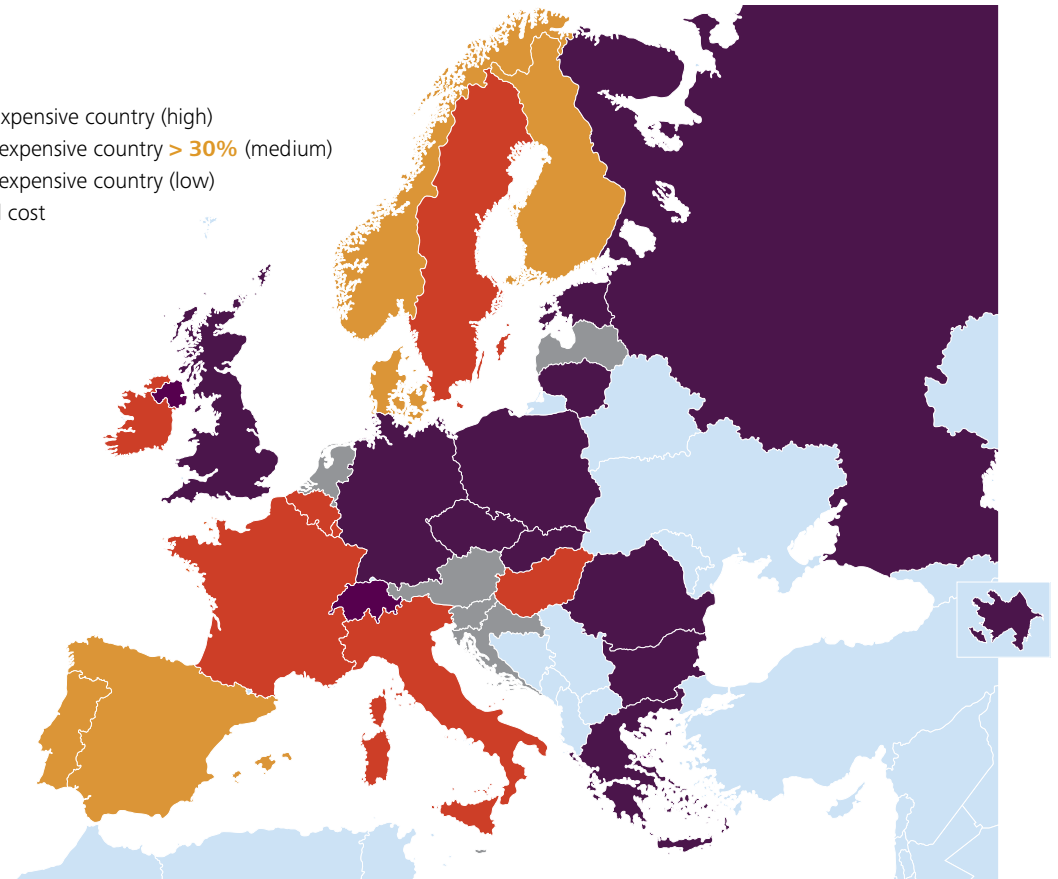 xpensive country (high)
expensive country > 30% (medium)
expensive country (low)
l cost